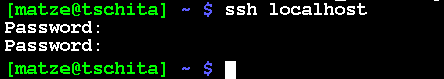 [matze@tschita] ~ $ ssh localhost
Password:
Password:
[matze@tschita] ~ $